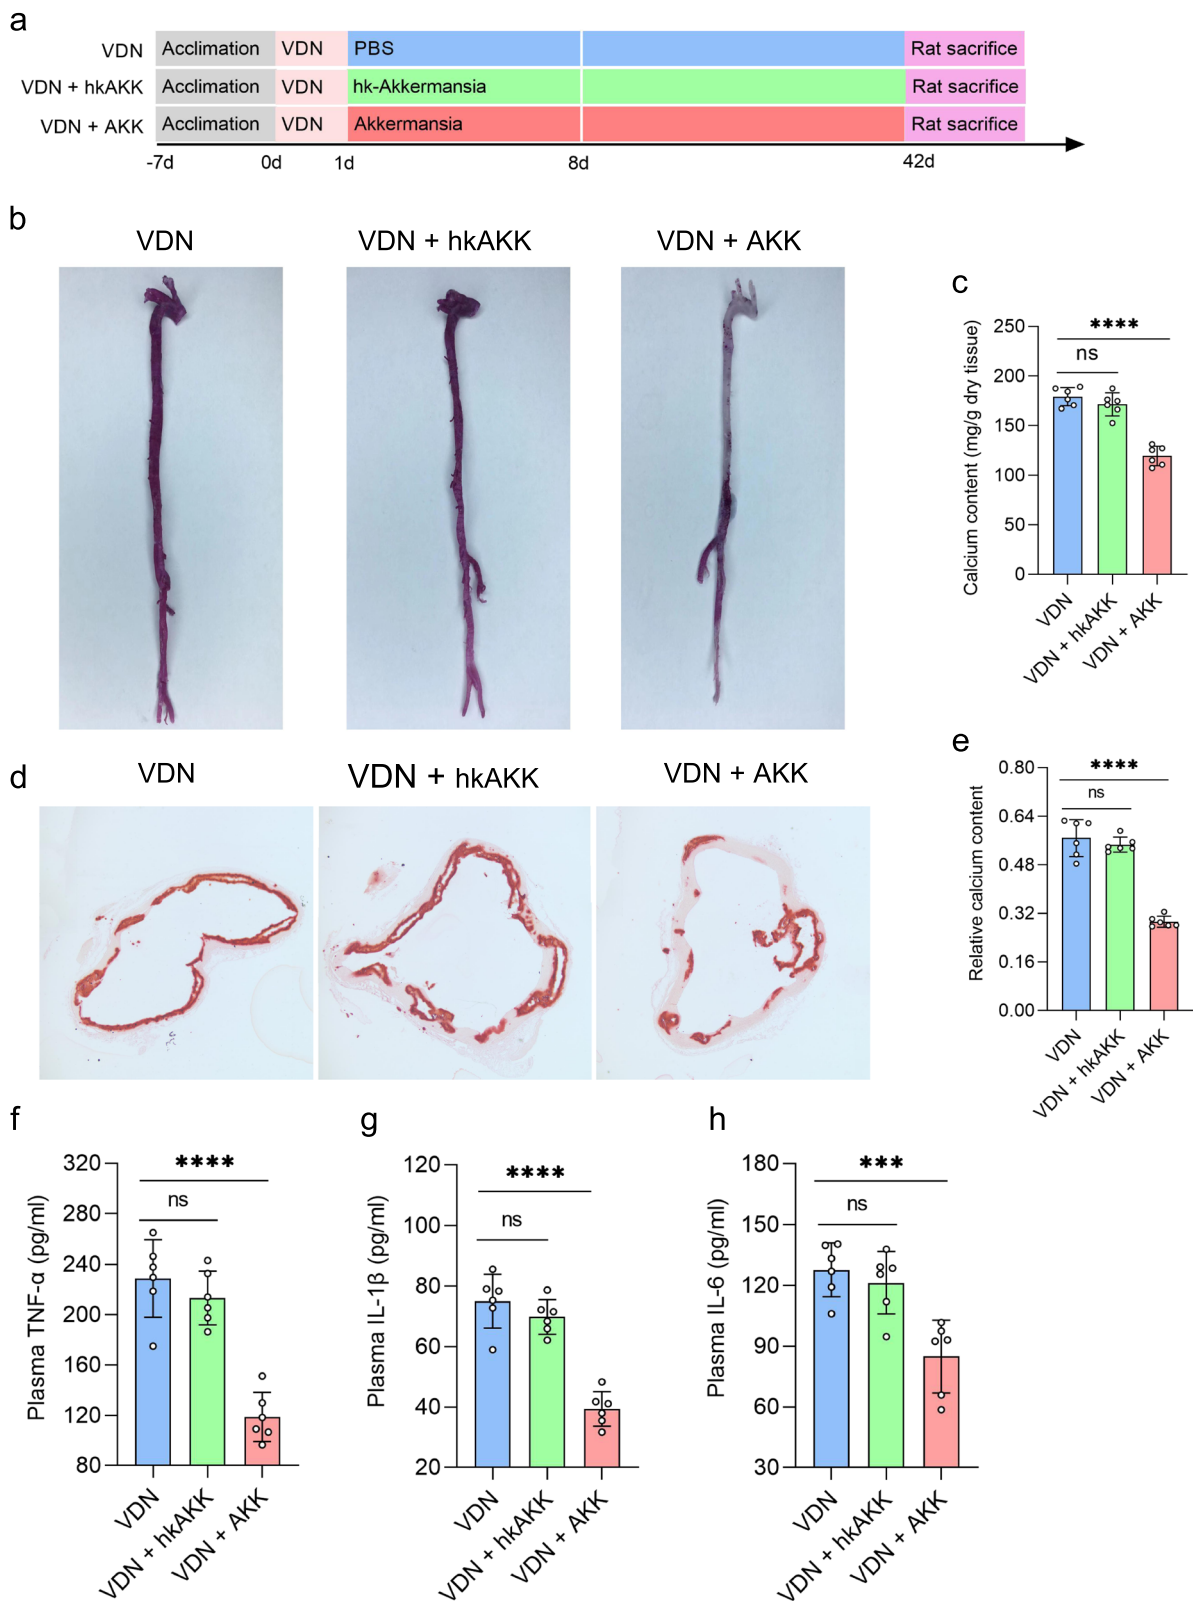 a
VDN Acclimation VDN PBS Rat sacrifice
VDN + hkAKK Acclimation VDN hk-Akkermansia Rat sacrifice
VDN + AKK Acclimation VDN Akkermansia Rat sacrifice
-7d 0d 1d 8d 42d
b
VDN VDN + hkAKK VDN + AKK
c
Calcium content (mg/g dry tissue)
250
200
150
100
50
0
****
ns
VDN
VDN + hkAKK
VDN + AKK
d
VDN VDN + hkAKK VDN + AKK
e
Relative calcium content
0.80
0.64
0.48
0.32
0.16
0.00
****
ns
VDN
VDN + hkAKK
VDN + AKK
f
Plasma TNF-α (pg/ml)
320
280
240
200
160
120
80
****
ns
VDN
VDN + hkAKK
VDN + AKK
g
Plasma IL-1β (pg/ml)
120
100
80
60
40
20
****
ns
VDN
VDN + hkAKK
VDN + AKK
h
Plasma IL-6 (pg/ml)
180
150
120
90
60
30
***
ns
VDN
VDN + hkAKK
VDN + AKK